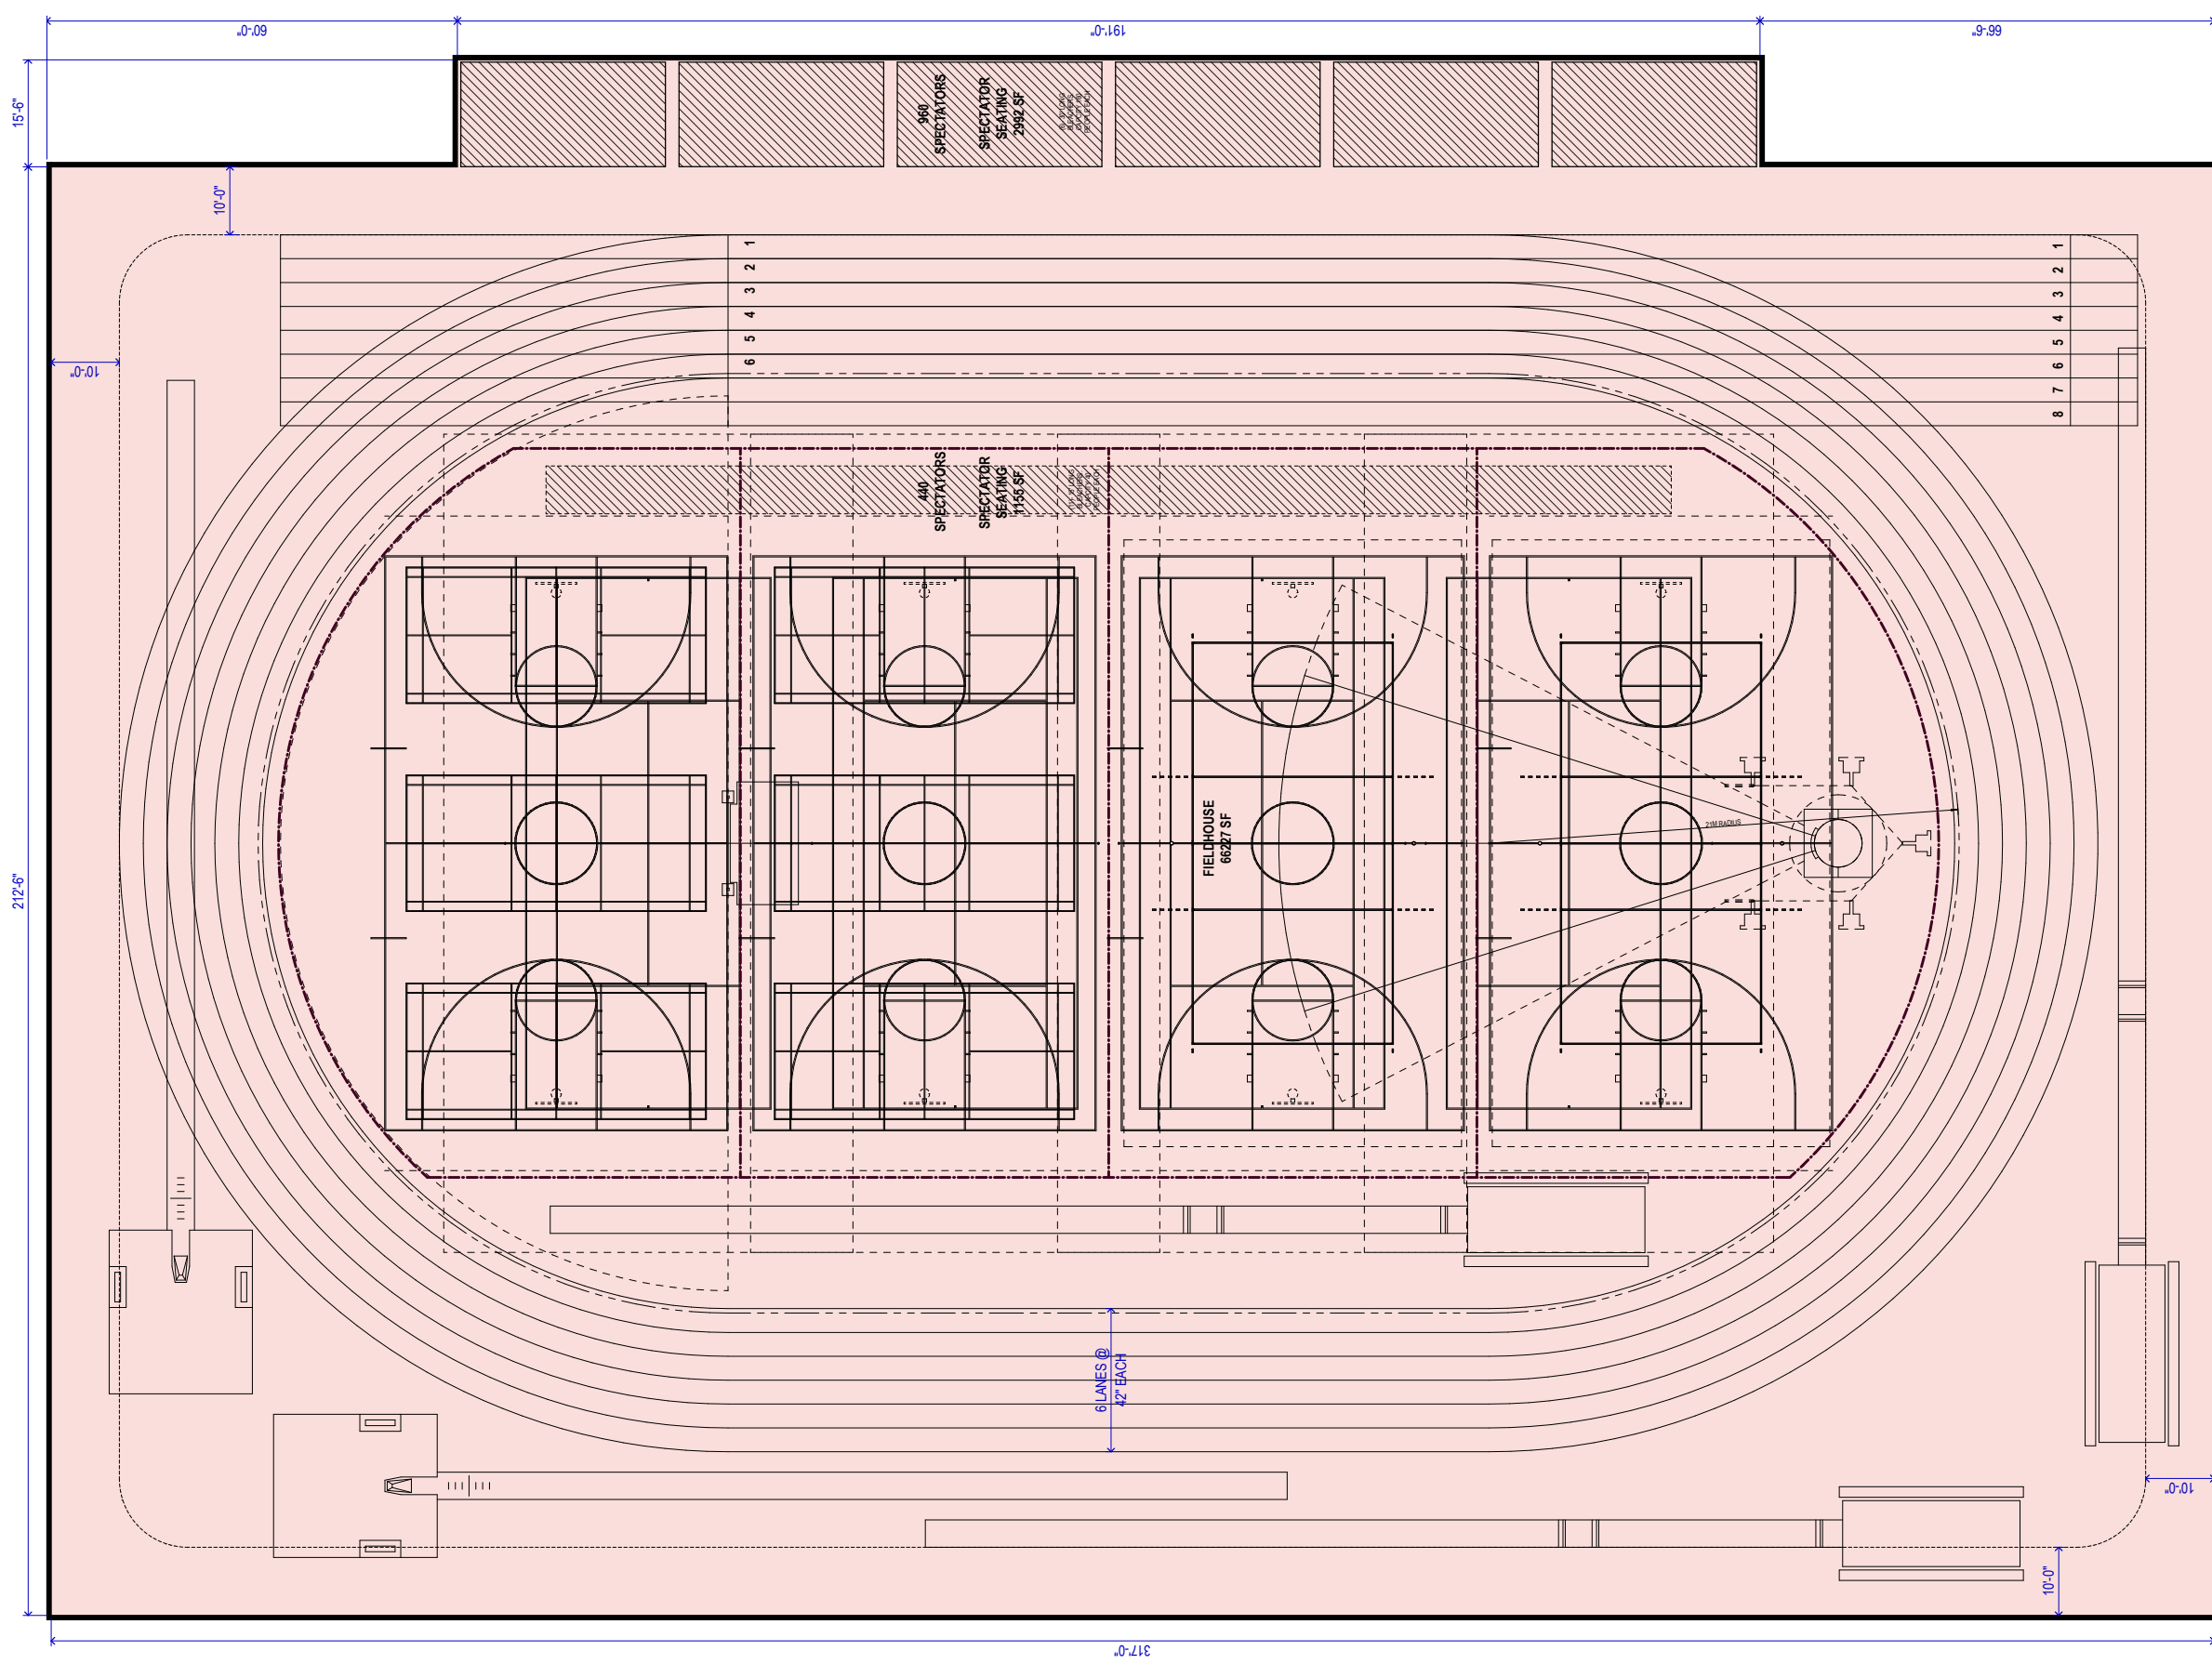 60'-0"
191'-0"
66'-6"
15'-6"
960
SPECTATORS
SPECTATOR
SEATING
2992 SF
10'-0"
1
2
3
4
5
6
1
2
3
4
5
6
7
8
10'-0"
440
SPECTATORS
SPECTATOR
SEATING
1155 SF
PEOPLE EACH
FIELDHOUSE
66227 SF
21M RADIUS
212'-6"
6 LANES @
42" EACH
10'-0"
10'-0"
317'-0"